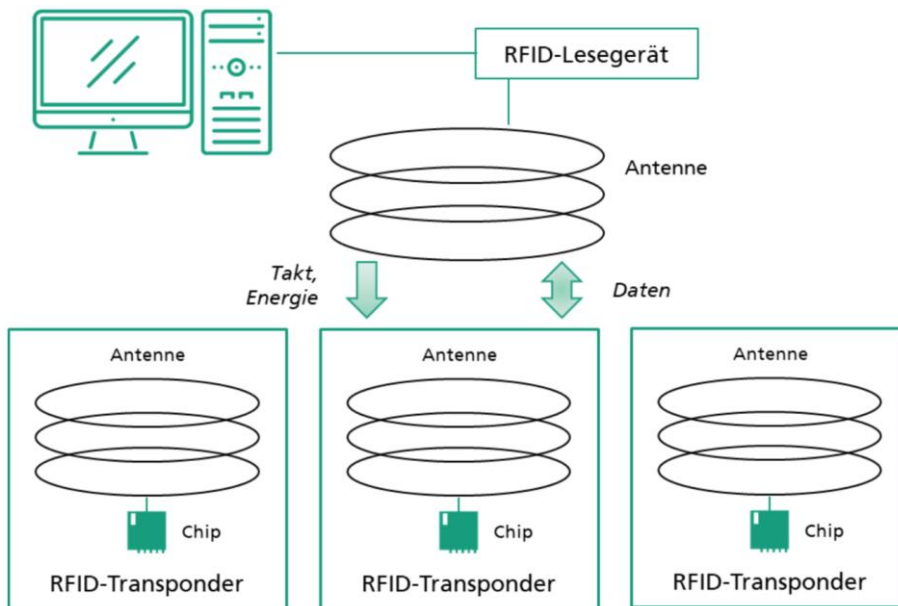 RFID-Lesegerät
Antenne
Takt,
Energie
Daten
Antenne
Chip
RFID-Transponder
Antenne
Chip
RFID-Transponder
Antenne
Chip
RFID-Transponder